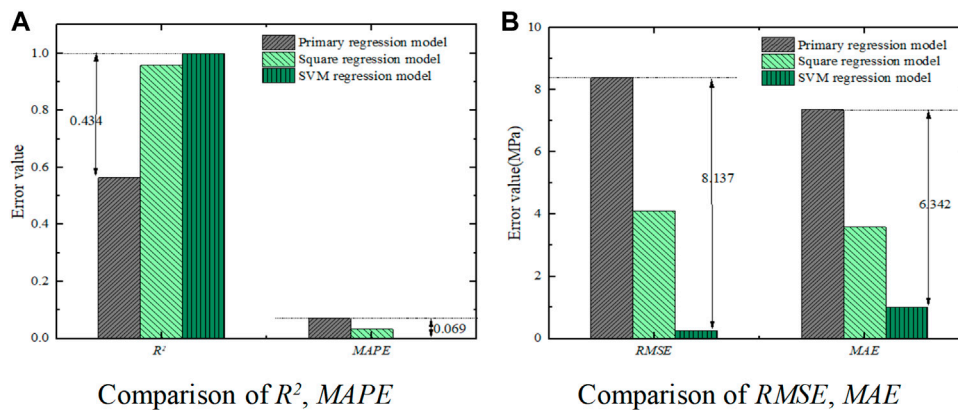 A
Primary regression model
Square regression model
SVM regression model
Error value
1.0
0.8
0.6
0.4
0.2
0.0
0.434
0.069
R²
MAPE
Comparison of R², MAPE
B
Primary regression model
Square regression model
SVM regression model
Error value(MPa)
10
8
6
4
2
0
8.137
6.342
RMSE
MAE
Comparison of RMSE, MAE